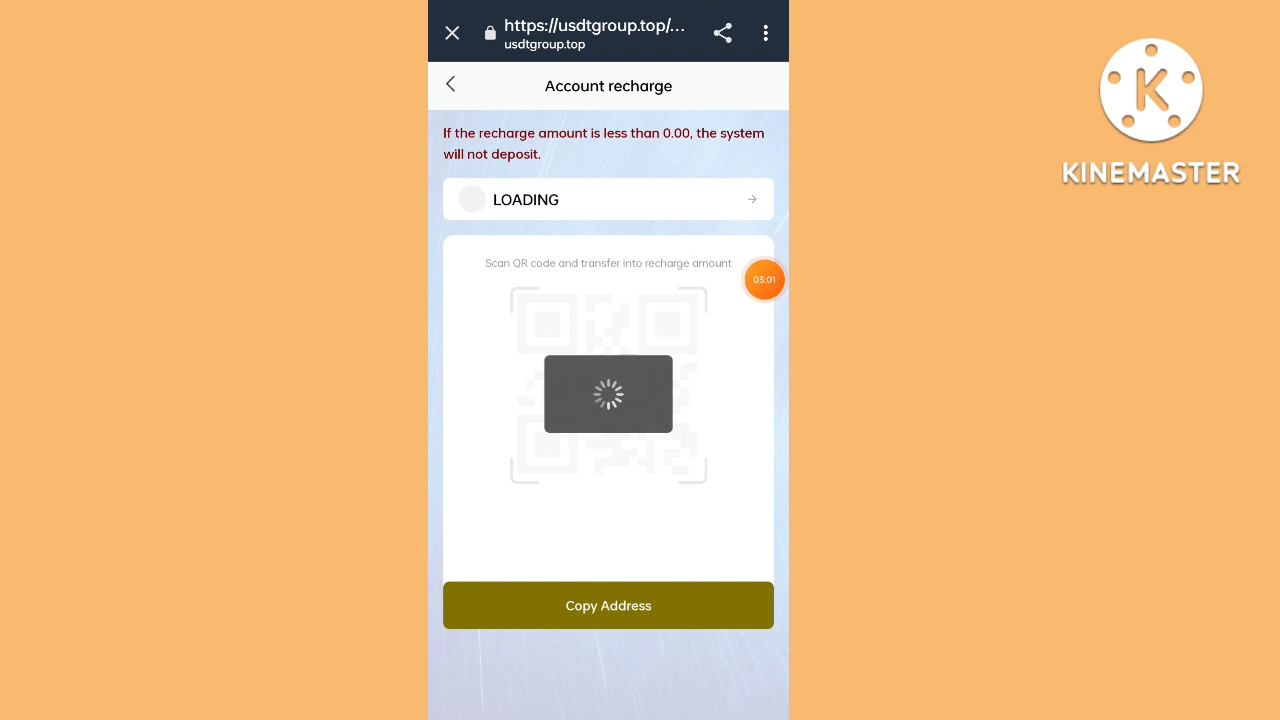 https://usdtgroup.top/...
usdtgroup.top
Account recharge
If the recharge amount is less than 0.00, the system
will not deposit.
LOADING
Scan QR code and transfer into recharge amount
03:01
Copy Address
K
KINEMASTER